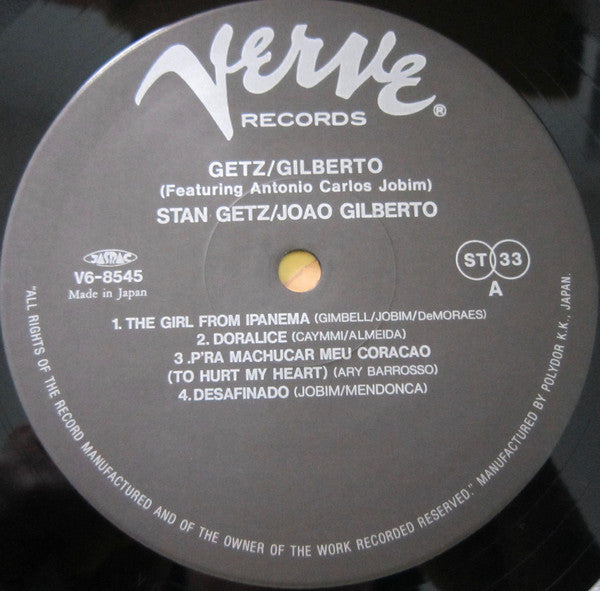 Verve®
RECORDS
GETZ/GILBERTO
(Featuring Antonio Carlos Jobim)
STAN GETZ/JOAO GILBERTO
JASRAC
V6-8545
Made in Japan
ST 33
A
1. THE GIRL FROM IPANEMA (GIMBELL/JOBIM/DeMORAES)
2. DORALICE (CAYMMI/ALMEIDA)
3 .P'RA MACHUCAR MEU CORACAO
(TO HURT MY HEART) (ARY BARROSSO)
4. DESAFINADO (JOBIM/MENDONCA)
"ALL RIGHTS OF THE RECORD MANUFACTURED AND OF THE OWNER OF THE WORK RECORDED RESERVED." MANUFACTURED BY POLYDOR K.K., JAPAN.